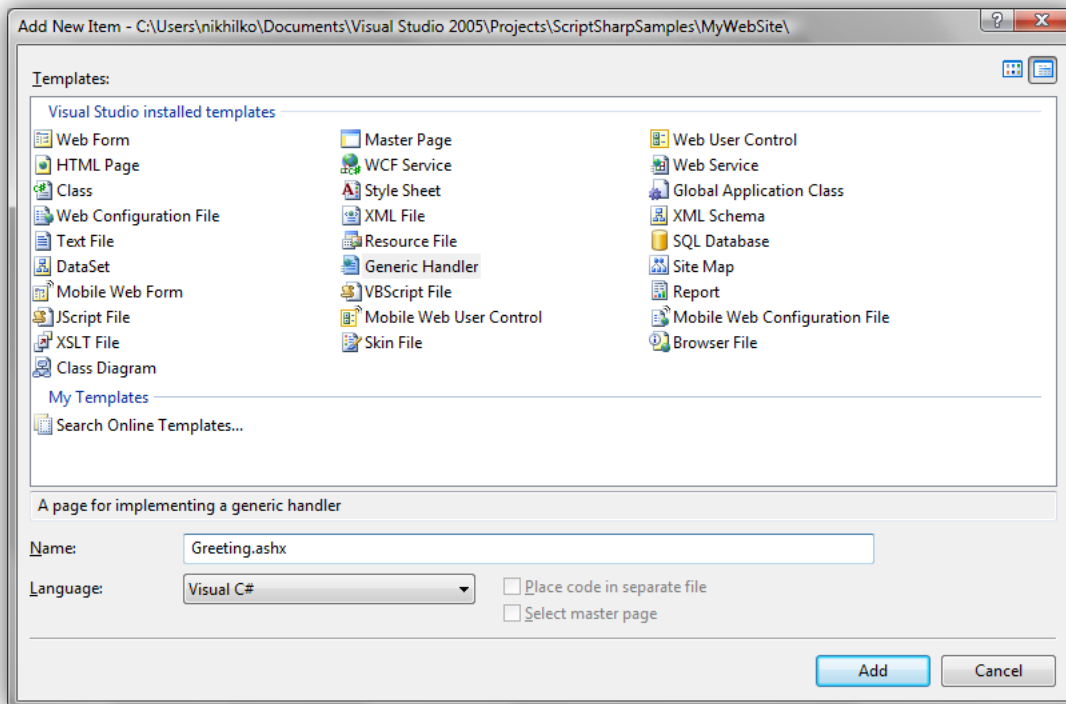 Add New Item - C:\Users\nikhilko\Documents\Visual Studio 2005\Projects\ScriptSharpSamples\MyWebSite\
Templates:
Visual Studio installed templates
Web Form Master Page Web User Control
HTML Page WCF Service Web Service
Class Style Sheet Global Application Class
Web Configuration File XML File XML Schema
Text File Resource File SQL Database
DataSet Generic Handler Site Map
Mobile Web Form VBScript File Report
JScript File Mobile Web User Control Mobile Web Configuration File
XSLT File Skin File Browser File
Class Diagram
My Templates
Search Online Templates...
A page for implementing a generic handler
Name: Greeting.ashx
Language: Visual C# Place code in separate file
Select master page
Add Cancel